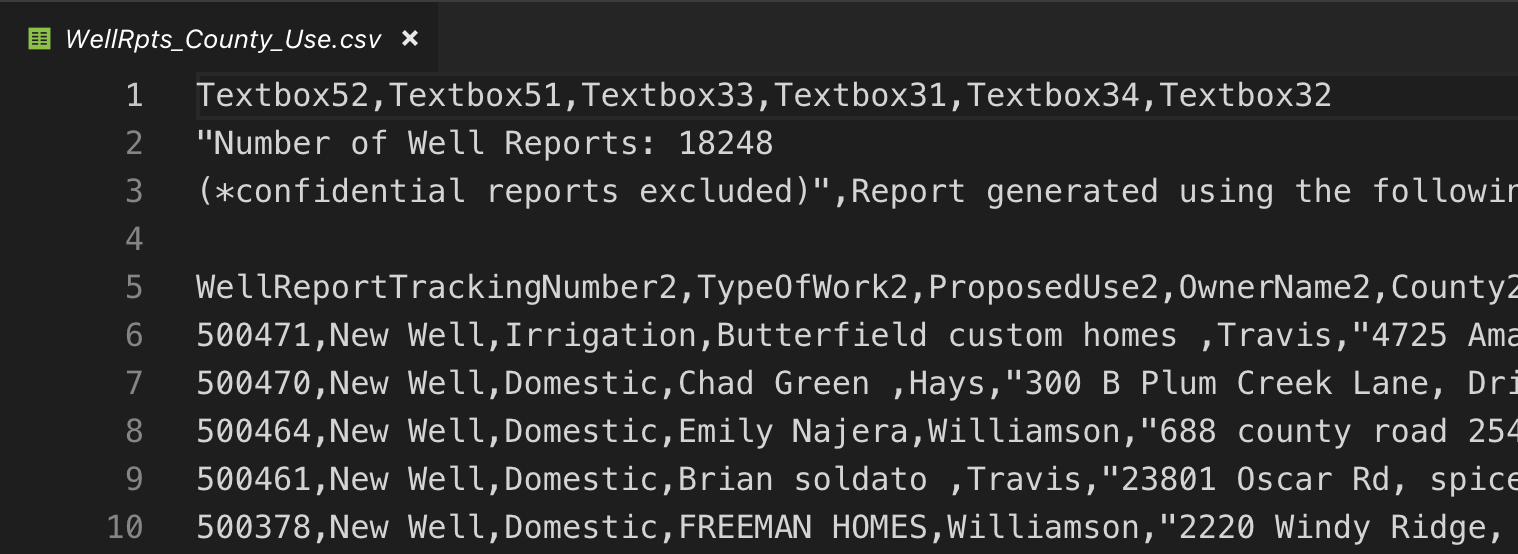 WellRpts_County_Use.csv ×
1 Textbox52,Textbox51,Textbox33,Textbox31,Textbox34,Textbox32
2 "Number of Well Reports: 18248
3 (*confidential reports excluded)",Report generated using the followin
4
5 WellReportTrackingNumber2,TypeOfWork2,ProposedUse2,OwnerName2,County2
6 500471,New Well,Irrigation,Butterfield custom homes ,Travis,"4725 Ama
7 500470,New Well,Domestic,Chad Green ,Hays,"300 B Plum Creek Lane, Dri
8 500464,New Well,Domestic,Emily Najera,Williamson,"688 county road 254
9 500461,New Well,Domestic,Brian soldato ,Travis,"23801 Oscar Rd, spice
10 500378,New Well,Domestic,FREEMAN HOMES,Williamson,"2220 Windy Ridge,